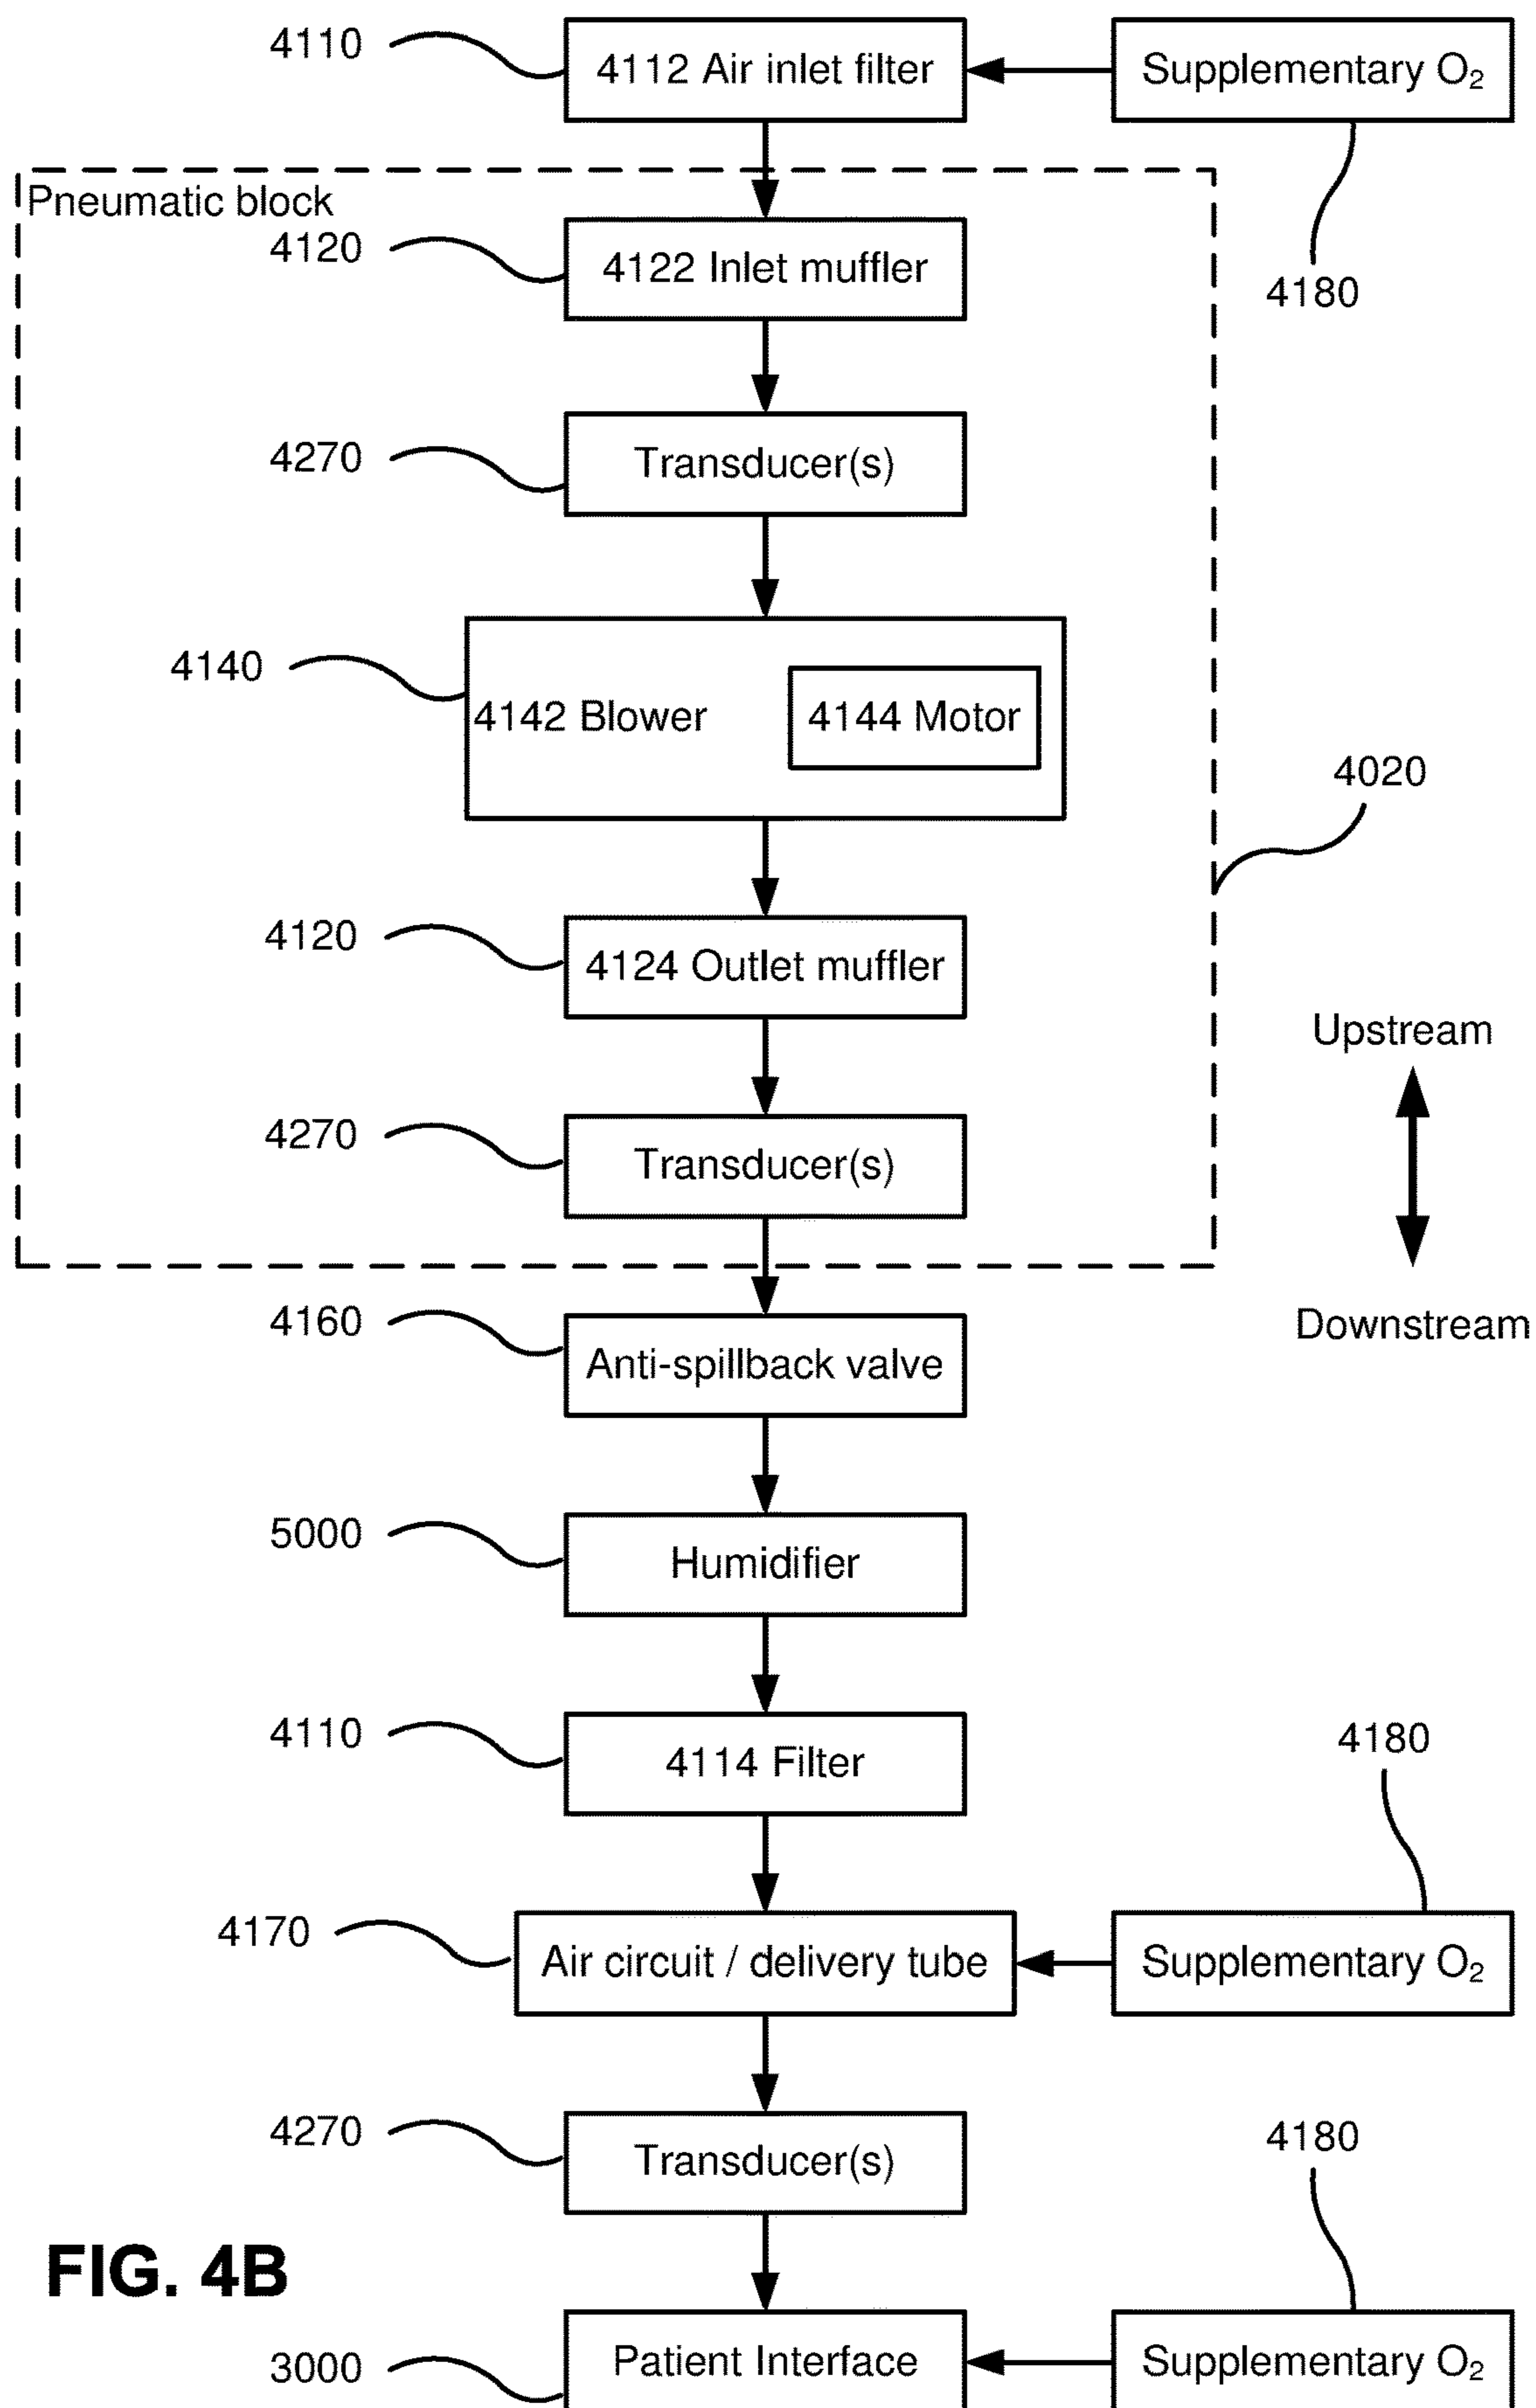 4110
4112 Air inlet filter
Supplementary O₂
Pneumatic block
4120
4122 Inlet muffler
4180
4270
Transducer(s)
4140
4142 Blower
4144 Motor
4020
4120
4124 Outlet muffler
Upstream
4270
Transducer(s)
4160
Anti-spillback valve
Downstream
5000
Humidifier
4110
4114 Filter
4180
4170
Air circuit / delivery tube
Supplementary O₂
4270
Transducer(s)
4180
FIG. 4B
3000
Patient Interface
Supplementary O₂